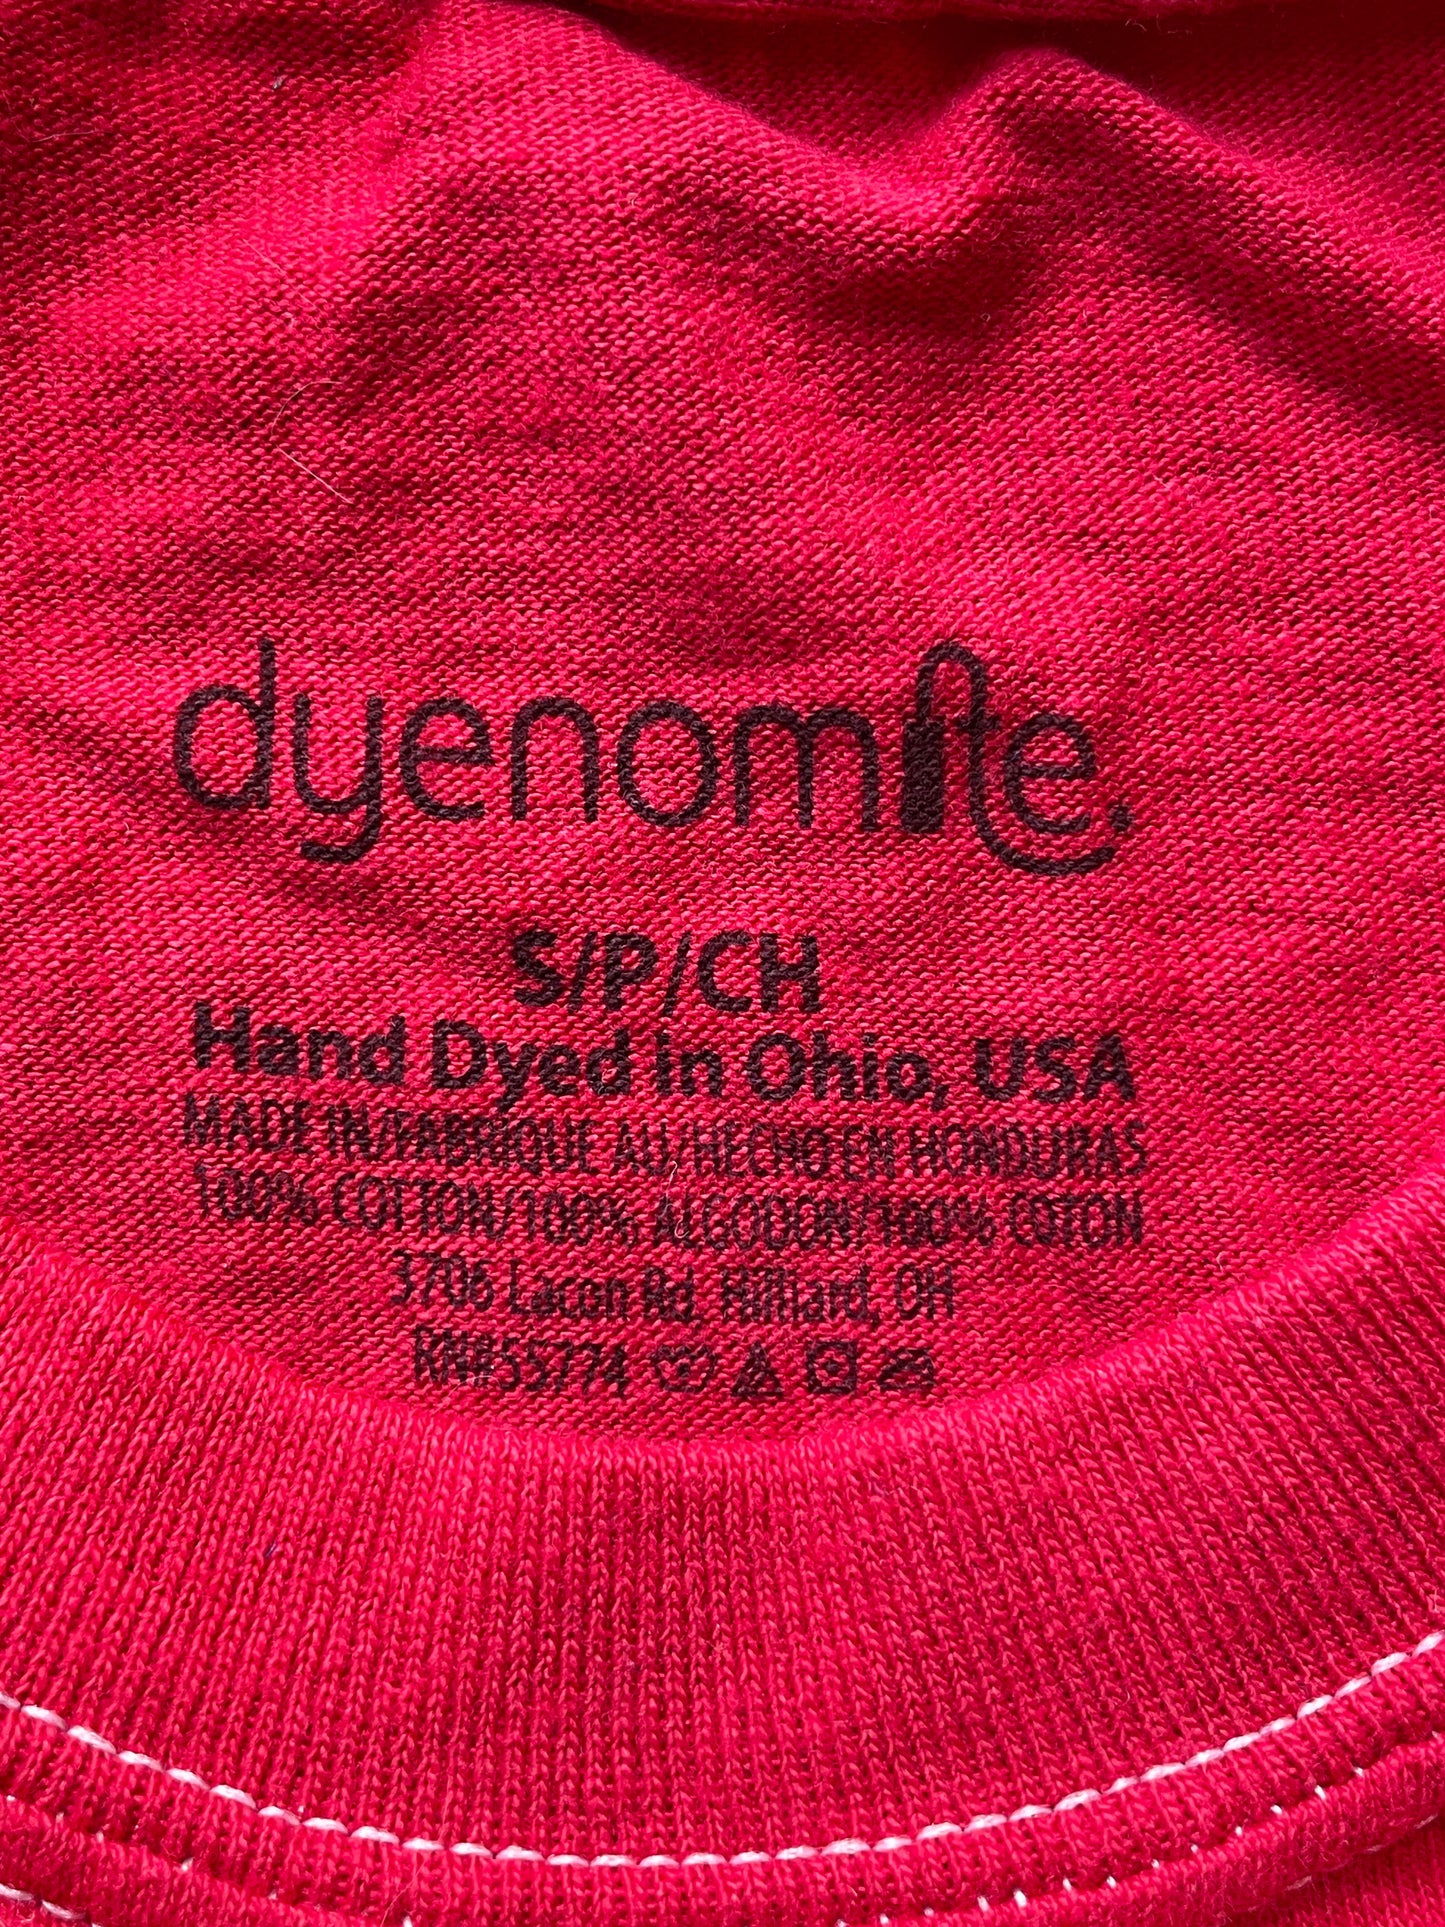 dyenomite.
S/P/CH
Hand Dyed in Ohio, USA
MADE IN/FABRIQUE AU/HECHO EN HONDURAS
100% COTTON/100% ALGODON/100% COTON
3706 Lacon Rd. Hilliard, OH
RN#55774